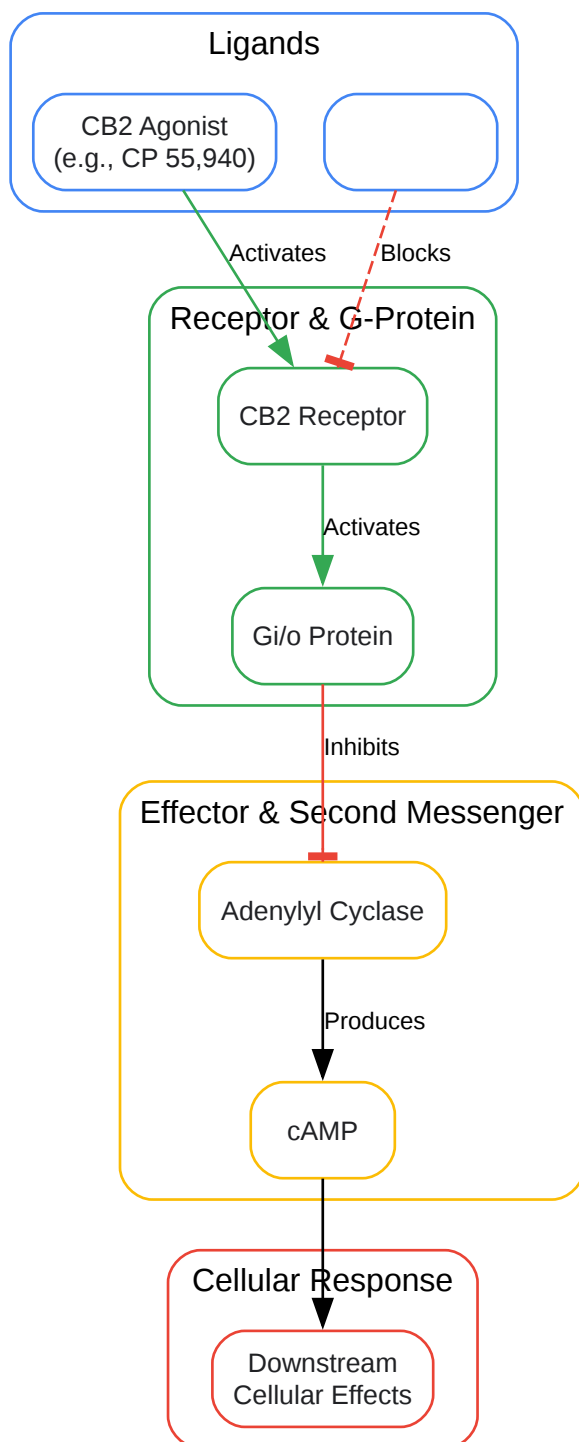 Ligands
CB2 Agonist
(e.g., CP 55,940)
Activates
Blocks
Receptor & G-Protein
CB2 Receptor
Activates
Gi/o Protein
Inhibits
Effector & Second Messenger
Adenylyl Cyclase
Produces
cAMP
Cellular Response
Downstream
Cellular Effects